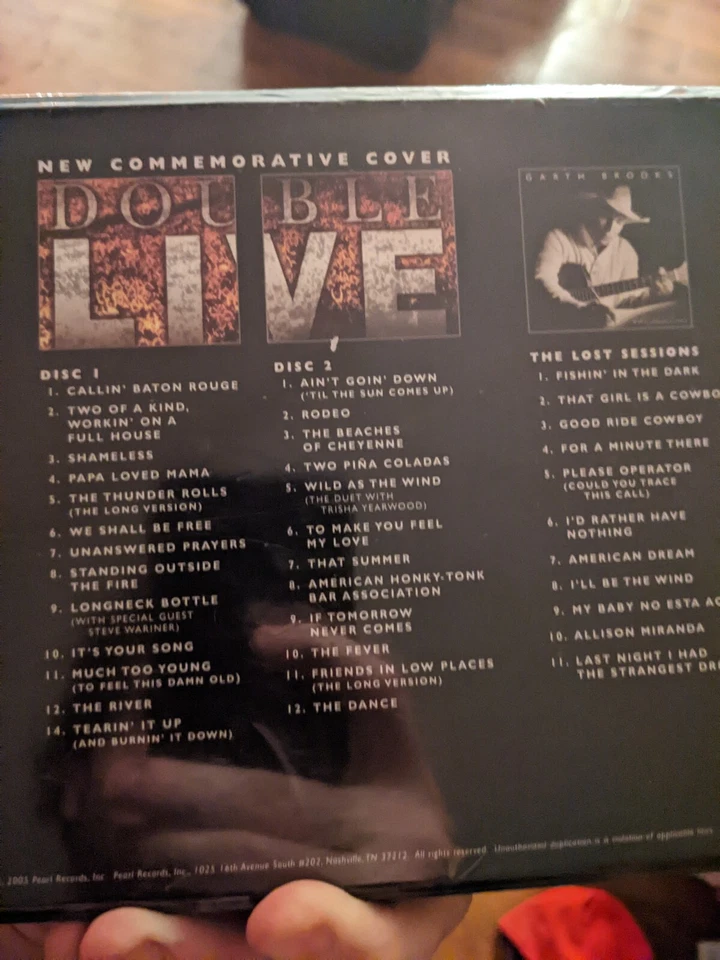 NEW COMMEMORATIVE COVER
DOU BLE
LIVE
GARTH BROOKS
DISC 1
1. CALLIN' BATON ROUGE
2. TWO OF A KIND,
WORKIN' ON A
FULL HOUSE
3. SHAMELESS
4. PAPA LOVED MAMA
5. THE THUNDER ROLLS
(THE LONG VERSION)
6. WE SHALL BE FREE
7. UNANSWERED PRAYERS
8. STANDING OUTSIDE
THE FIRE
9. LONGNECK BOTTLE
(WITH SPECIAL GUEST
STEVE WARINER)
10. IT'S YOUR SONG
11. MUCH TOO YOUNG
(TO FEEL THIS DAMN OLD)
12. THE RIVER
14. TEARIN' IT UP
(AND BURNIN' IT DOWN)
DISC 2
1. AIN'T GOIN' DOWN
('TIL THE SUN COMES UP)
2. RODEO
3. THE BEACHES
OF CHEYENNE
4. TWO PIÑA COLADAS
5. WILD AS THE WIND
(THE DUET WITH
TRISHA YEARWOOD)
6. TO MAKE YOU FEEL
MY LOVE
7. THAT SUMMER
8. AMERICAN HONKY-TONK
BAR ASSOCIATION
9. IF TOMORROW
NEVER COMES
10. THE FEVER
11. FRIENDS IN LOW PLACES
(THE LONG VERSION)
12. THE DANCE
THE LOST SESSIONS
1. FISHIN' IN THE DARK
2. THAT GIRL IS A COWBO
3. GOOD RIDE COWBOY
4. FOR A MINUTE THERE
5. PLEASE OPERATOR
(COULD YOU TRACE
THIS CALL)
6. I'D RATHER HAVE
NOTHING
7. AMERICAN DREAM
8. I'LL BE THE WIND
9. MY BABY NO ESTA AQ
10. ALLISON MIRANDA
11. LAST NIGHT I HAD
THE STRANGEST DR
2005 Pearl Records, Inc. Pearl Records, Inc., 1025 16th Avenue South #202, Nashville, TN 37212. All rights reserved. Unauthorized duplication is a violation of applicable laws.